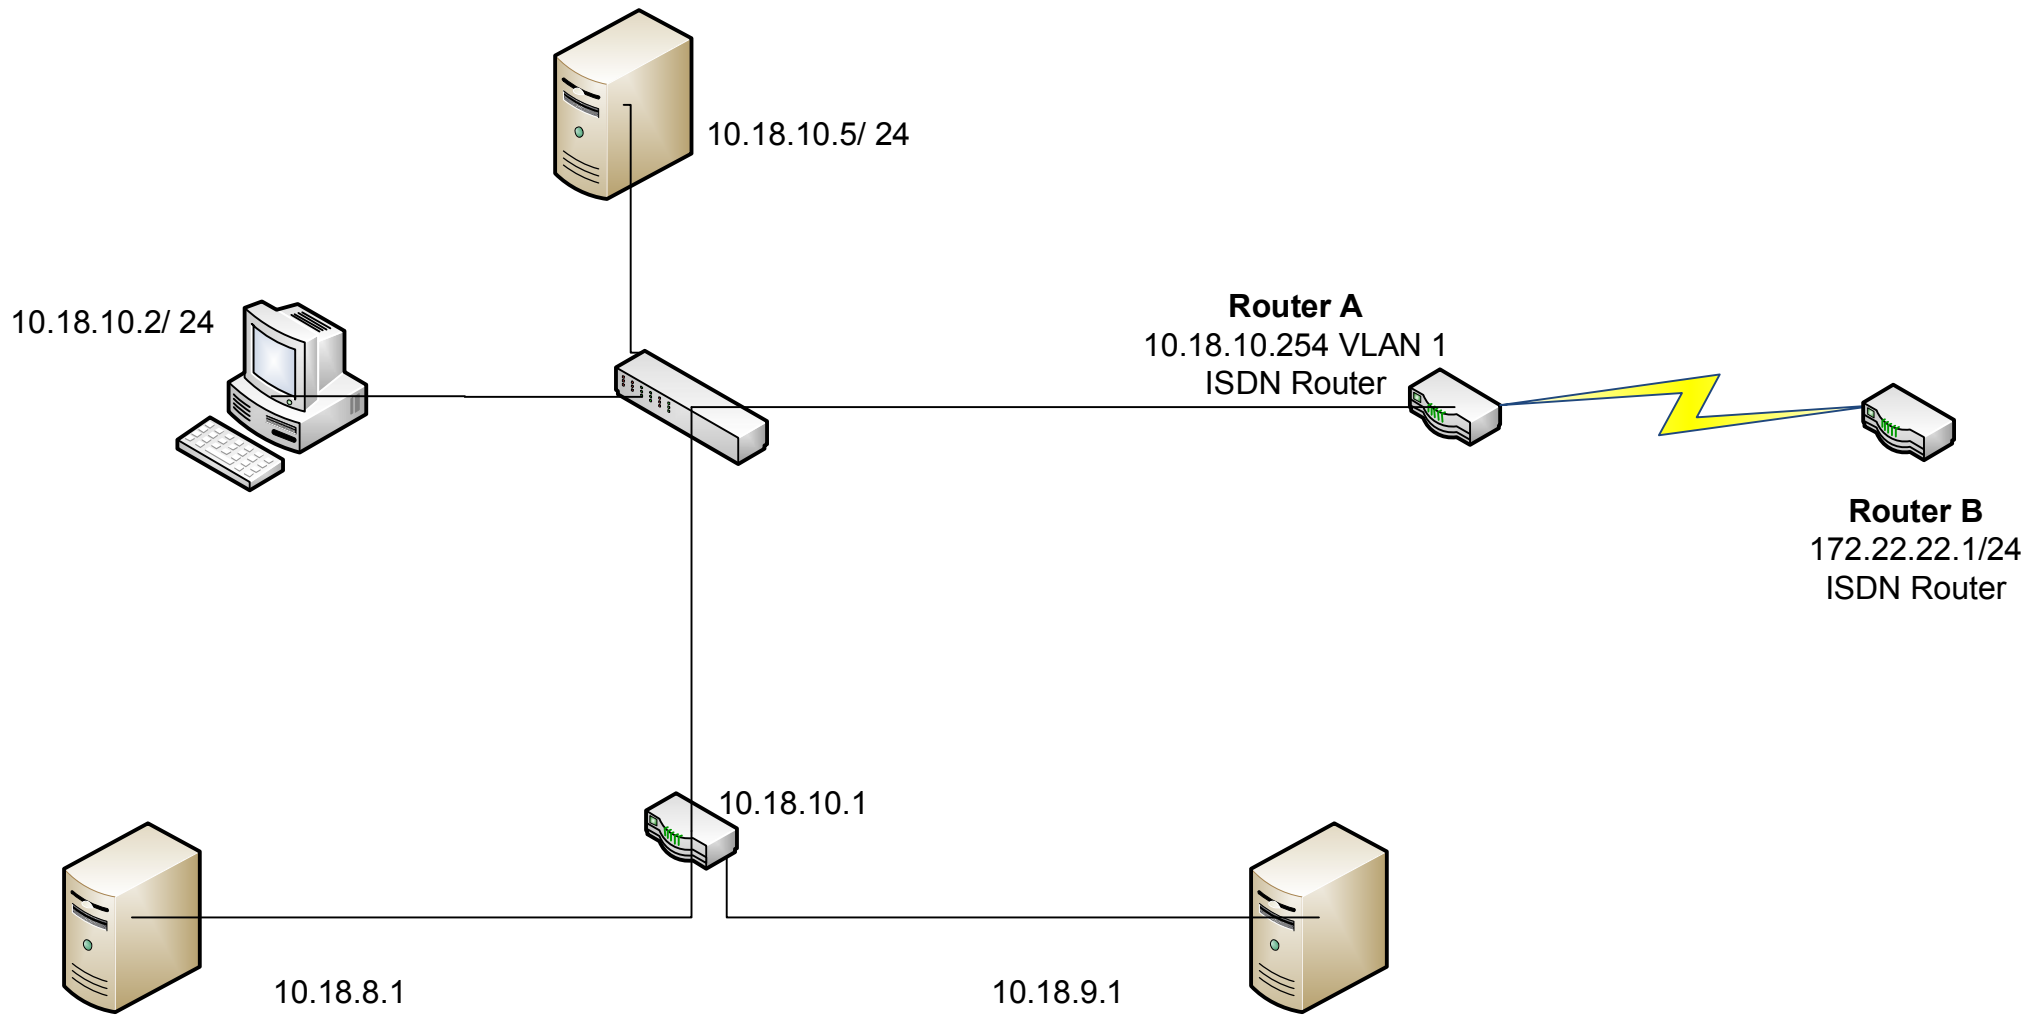 10.18.10.5/ 24
10.18.10.2/ 24
Router A
10.18.10.254 VLAN 1
ISDN Router
Router B
172.22.22.1/24
ISDN Router
10.18.10.1
10.18.8.1
10.18.9.1